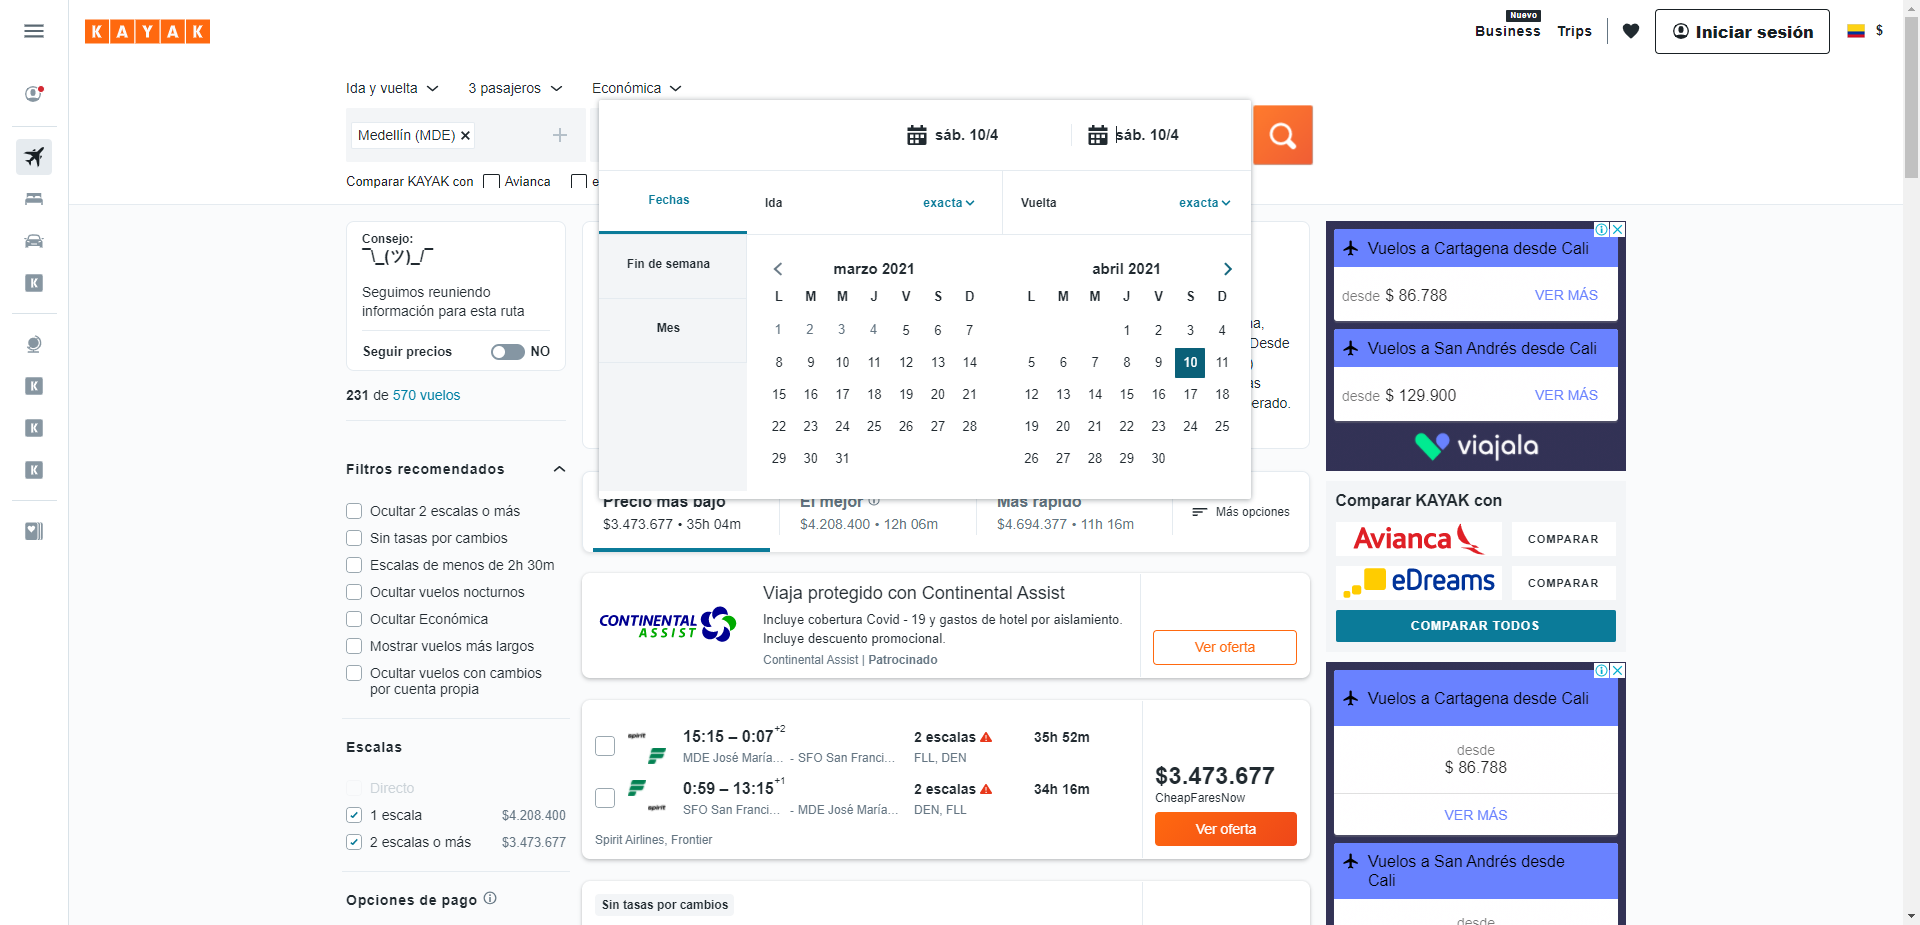 KAYAK
Nuevo
Business
Trips
Iniciar sesión
$
Ida y vuelta
3 pasajeros
Económica
Medellín (MDE)
sáb. 10/4
sáb. 10/4
Comparar KAYAK con
Avianca
e
Fechas
Ida
exacta
Vuelta
exacta
Fin de semana
Mes
marzo 2021
L M M J V S D
1 2 3 4 5 6 7
8 9 10 11 12 13 14
15 16 17 18 19 20 21
22 23 24 25 26 27 28
29 30 31
abril 2021
L M M J V S D
1 2 3 4
5 6 7 8 9 10 11
12 13 14 15 16 17 18
19 20 21 22 23 24 25
26 27 28 29 30
Consejo:
¯\_(ツ)_/¯
Seguimos reuniendo
información para esta ruta
Seguir precios
NO
231 de 570 vuelos
Filtros recomendados
Ocultar 2 escalas o más
Sin tasas por cambios
Escalas de menos de 2h 30m
Ocultar vuelos nocturnos
Ocultar Económica
Mostrar vuelos más largos
Ocultar vuelos con cambios
por cuenta propia
Escalas
Directo
1 escala $4.208.400
2 escalas o más $3.473.677
Opciones de pago
Desde
erado.
Precio más bajo
$3.473.677 • 35h 04m
El mejor
$4.208.400 • 12h 06m
Más rápido
$4.694.377 • 11h 16m
Más opciones
CONTINENTAL
ASSIST
Viaja protegido con Continental Assist
Incluye cobertura Covid - 19 y gastos de hotel por aislamiento.
Incluye descuento promocional.
Continental Assist | Patrocinado
Ver oferta
spirit
15:15 – 0:07+2
MDE José María... - SFO San Franci...
2 escalas
FLL, DEN
35h 52m
0:59 – 13:15+1
SFO San Franci... - MDE José María...
2 escalas
DEN, FLL
34h 16m
spirit
Spirit Airlines, Frontier
$3.473.677
CheapFaresNow
Ver oferta
Sin tasas por cambios
Vuelos a Cartagena desde Cali
desde $ 86.788
VER MÁS
Vuelos a San Andrés desde Cali
desde $ 129.900
VER MÁS
viajala
Comparar KAYAK con
Avianca
COMPARAR
eDreams
COMPARAR
COMPARAR TODOS
Vuelos a Cartagena desde Cali
desde
$ 86.788
VER MÁS
Vuelos a San Andrés desde
Cali
desde